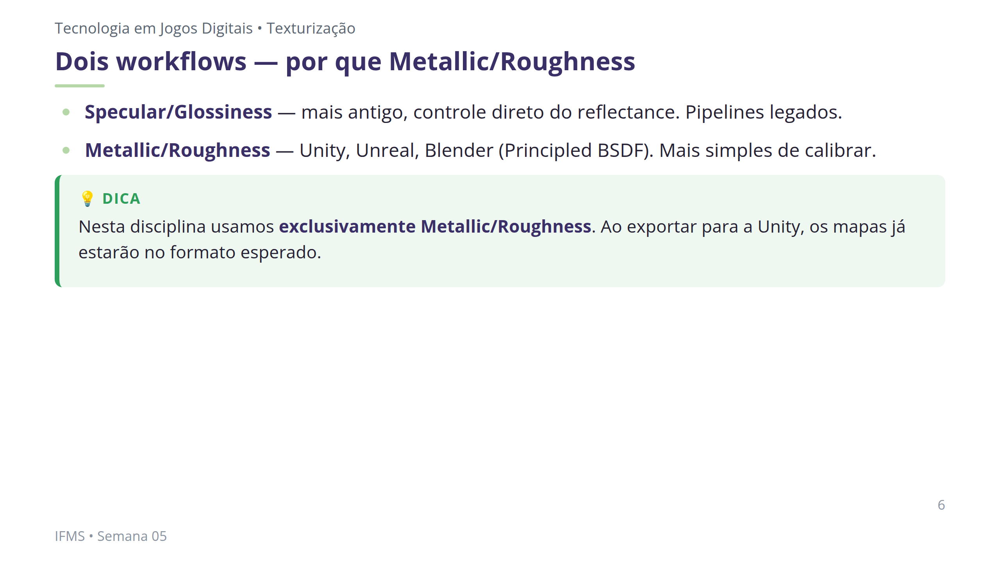 Tecnologia em Jogos Digitais • Texturização
Dois workflows — por que Metallic/Roughness
• Specular/Glossiness — mais antigo, controle direto do reflectance. Pipelines legados.
• Metallic/Roughness — Unity, Unreal, Blender (Principled BSDF). Mais simples de calibrar.
💡 DICA
Nesta disciplina usamos exclusivamente Metallic/Roughness. Ao exportar para a Unity, os mapas já
estarão no formato esperado.
6
IFMS • Semana 05